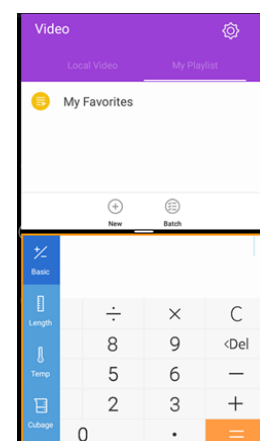 Video
Local Video My Playlist
My Favorites
New Batch
+/−
Basic
Length
Temp
Cubage
÷ × C
8 9 <Del
5 6 −
2 3 +
0 . =